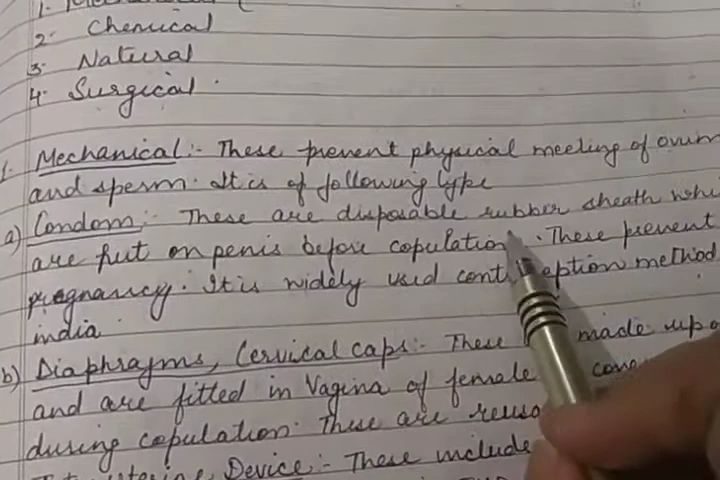 1. Mechanical (
2. Chemical
3. Natural
4. Surgical.
1. Mechanical :- These prevent physical meeling of ovum
and sperm. It is of following type
a) Condom :- These are disposable rubber sheath
are put on penis before copulation. These prevent
pregnancy. It is widely used method
india.
b) Diaphragms, Cervical caps :- These made up
and are fitted in Vagina of female
during copulation. These are
Device :- These include